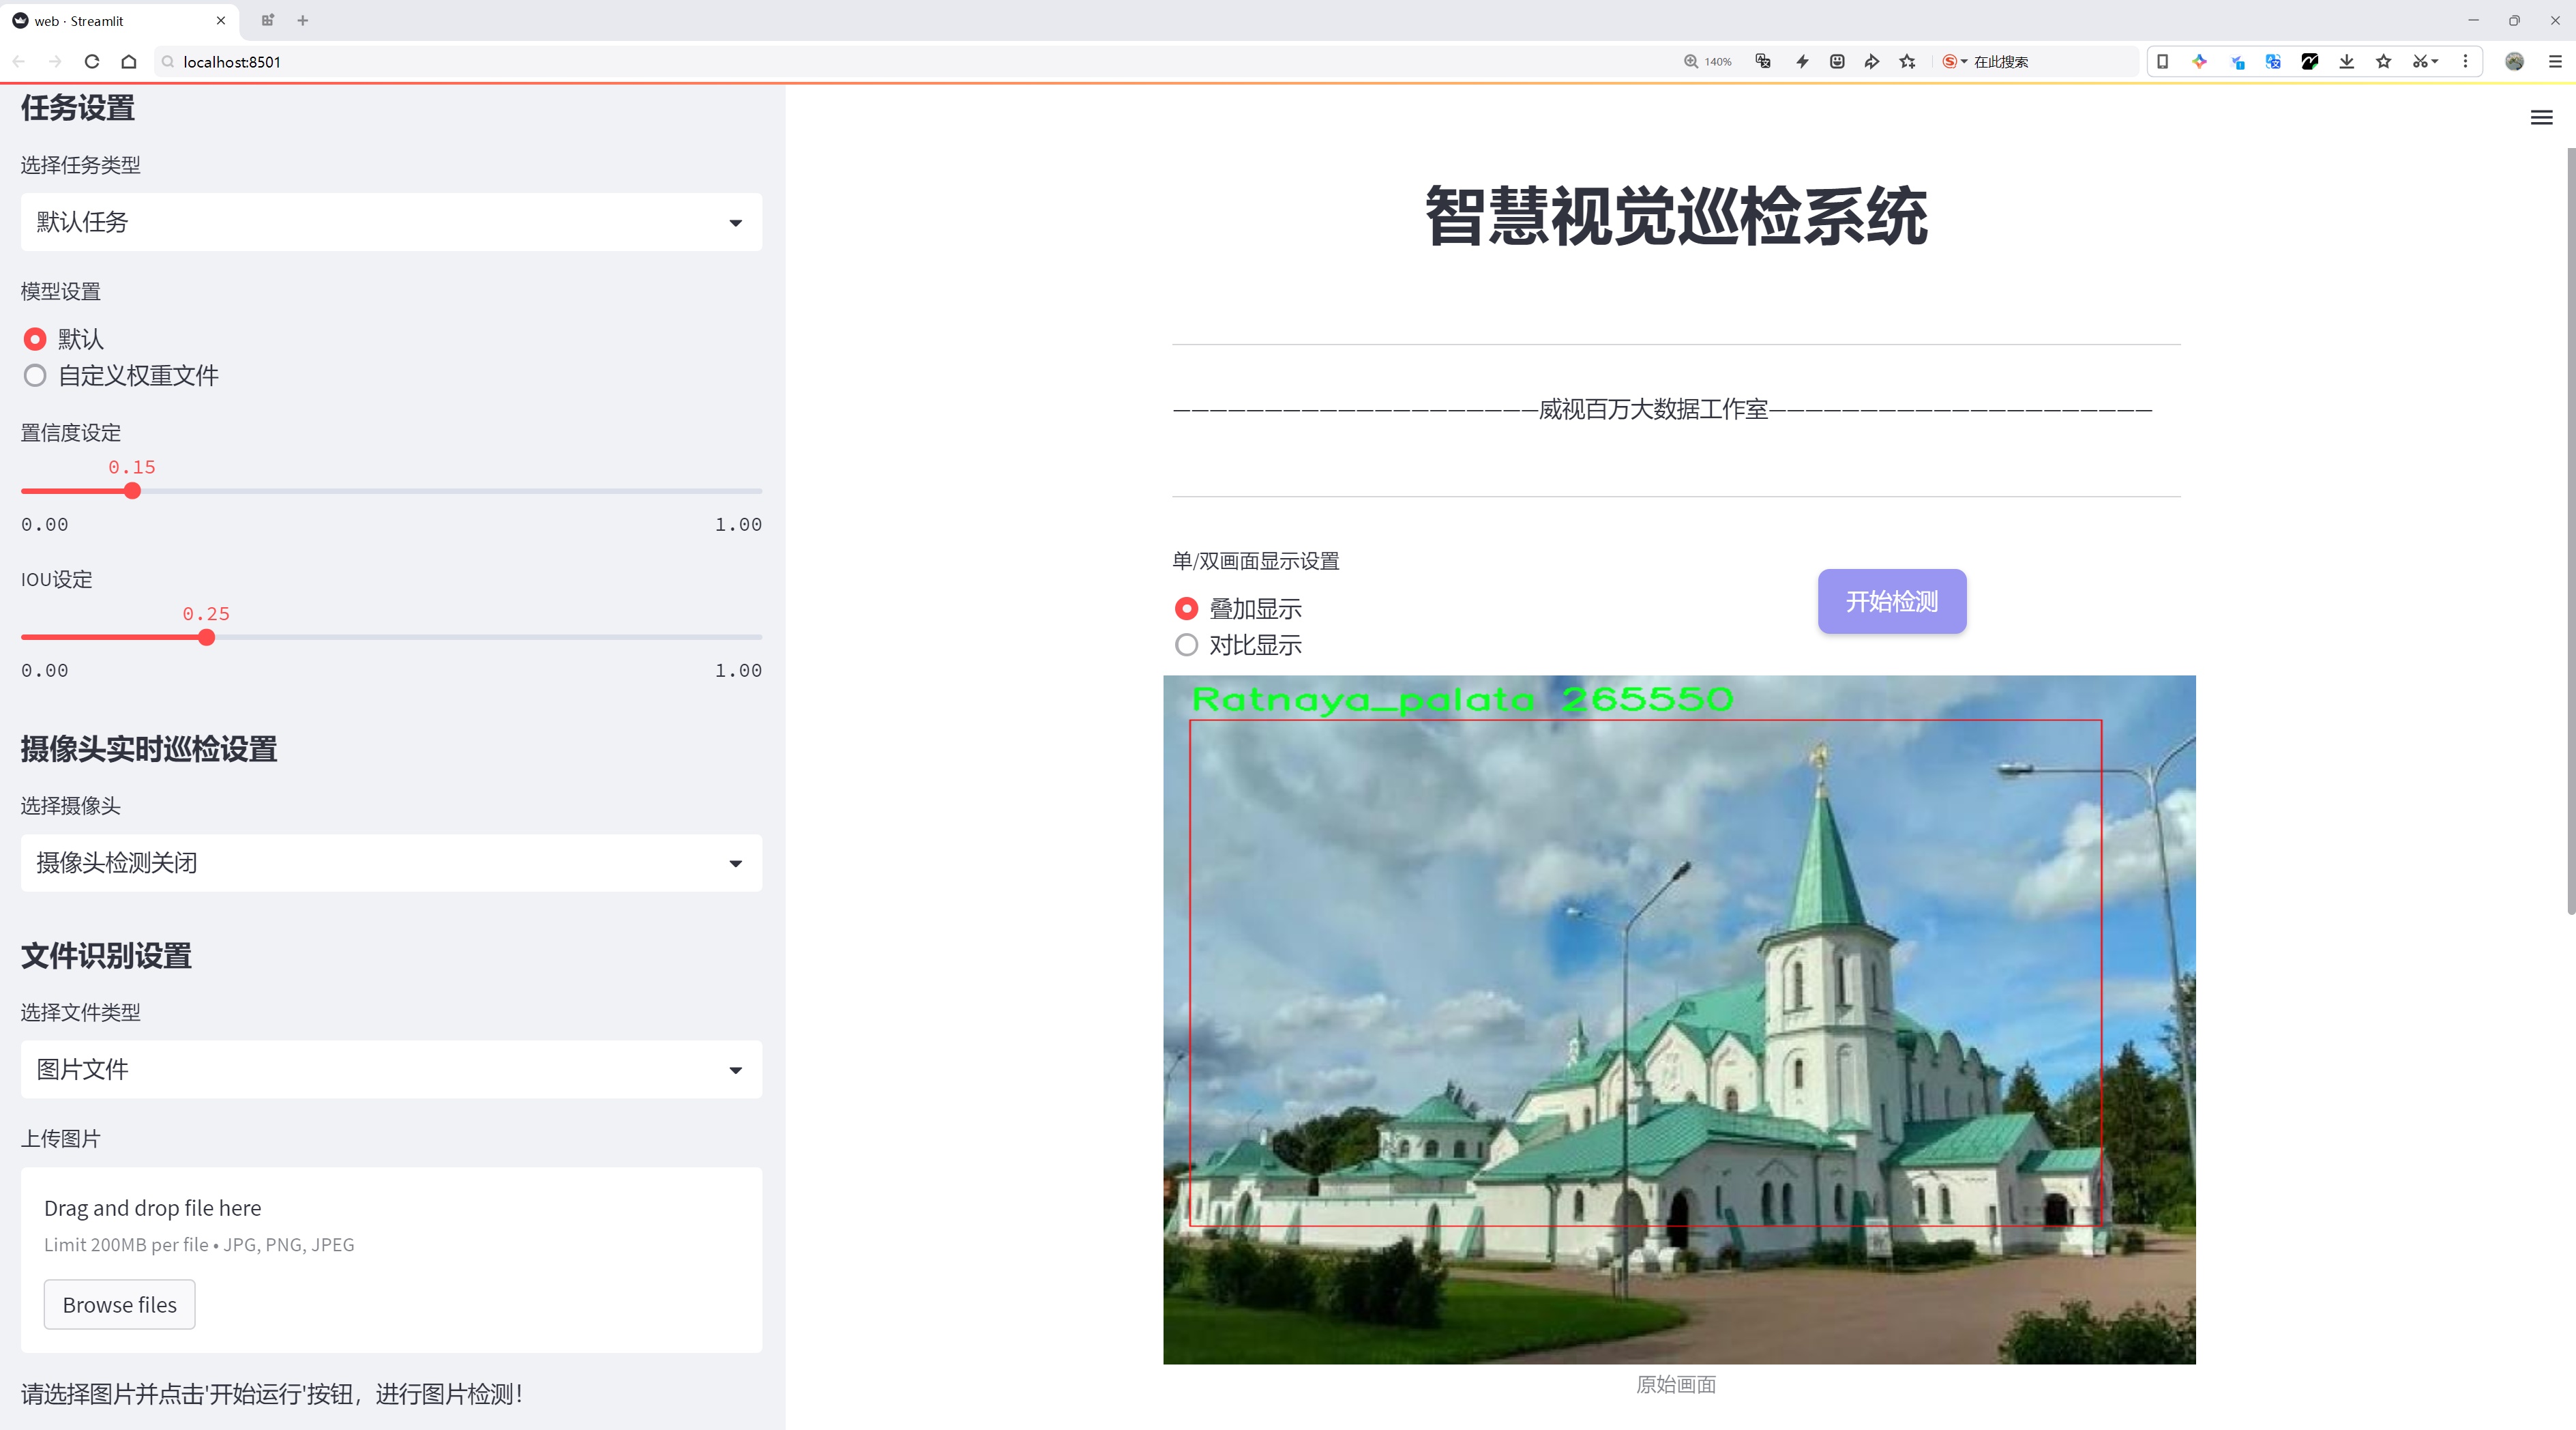 web · Streamlit
localhost:8501
140%
在此搜索
任务设置
选择任务类型
默认任务
模型设置
默认
自定义权重文件
置信度设定
0.15
0.00
1.00
IOU设定
0.25
0.00
1.00
摄像头实时巡检设置
选择摄像头
摄像头检测关闭
文件识别设置
选择文件类型
图片文件
上传图片
Drag and drop file here
Limit 200MB per file • JPG, PNG, JPEG
Browse files
请选择图片并点击'开始运行'按钮，进行图片检测！
智慧视觉巡检系统
————————————————————威视百万大数据工作室—————————————————————
单/双画面显示设置
叠加显示
对比显示
开始检测
Ratnaya_palata 265550
原始画面